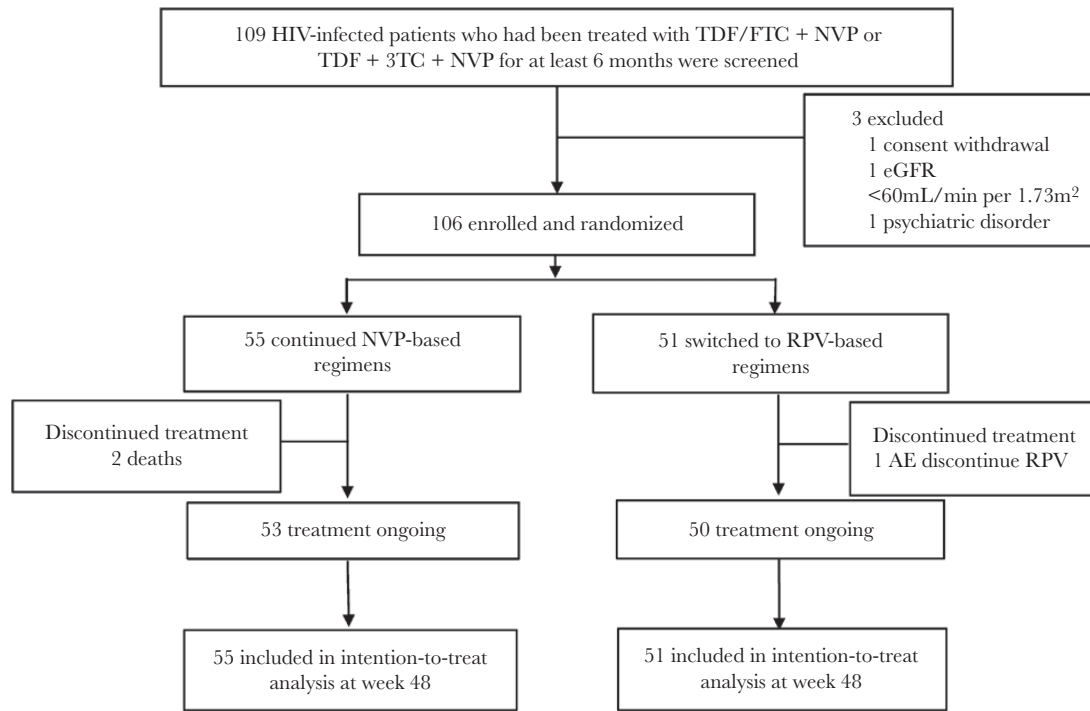 109 HIV-infected patients who had been treated with TDF/FTC + NVP or
TDF + 3TC + NVP for at least 6 months were screened
3 excluded
1 consent withdrawal
1 eGFR
<60mL/min per 1.73m²
1 psychiatric disorder
106 enrolled and randomized
55 continued NVP-based
regimens
51 switched to RPV-based
regimens
Discontinued treatment
2 deaths
Discontinued treatment
1 AE discontinue RPV
53 treatment ongoing
50 treatment ongoing
55 included in intention-to-treat
analysis at week 48
51 included in intention-to-treat
analysis at week 48